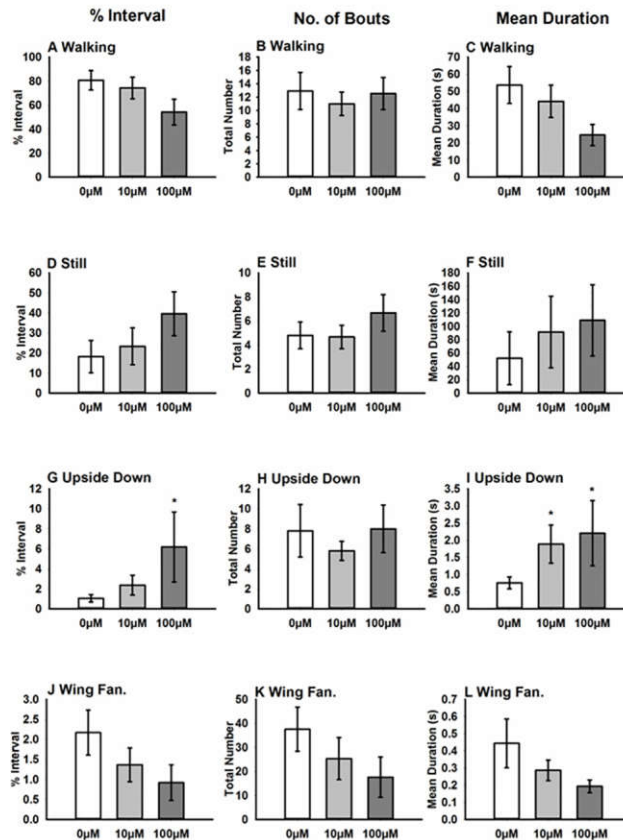 % Interval No. of Bouts Mean Duration
A Walking
% Interval
100
80
60
40
20
0
0µM 10µM 100µM
B Walking
Total Number
18
16
14
12
10
8
6
4
2
0
0µM 10µM 100µM
C Walking
Mean Duration (s)
70
60
50
40
30
20
10
0
0µM 10µM 100µM
D Still
% Interval
60
50
40
30
20
10
0
0µM 10µM 100µM
E Still
Total Number
10
8
6
4
2
0
0µM 10µM 100µM
F Still
Mean Duration (s)
180
160
140
120
100
80
60
40
20
0
0µM 10µM 100µM
G Upside Down
% Interval
12
10
8
6
4
2
0
*
0µM 10µM 100µM
H Upside Down
Total Number
12
10
8
6
4
2
0
0µM 10µM 100µM
I Upside Down
Mean Duration (s)
3.5
3.0
2.5
2.0
1.5
1.0
0.5
0.0
* *
0µM 10µM 100µM
J Wing Fan.
% Interval
3.0
2.5
2.0
1.5
1.0
0.5
0.0
0µM 10µM 100µM
K Wing Fan.
Total Number
50
40
30
20
10
0
0µM 10µM 100µM
L Wing Fan.
Mean Duration (s)
0.7
0.6
0.5
0.4
0.3
0.2
0.1
0.0
0µM 10µM 100µM